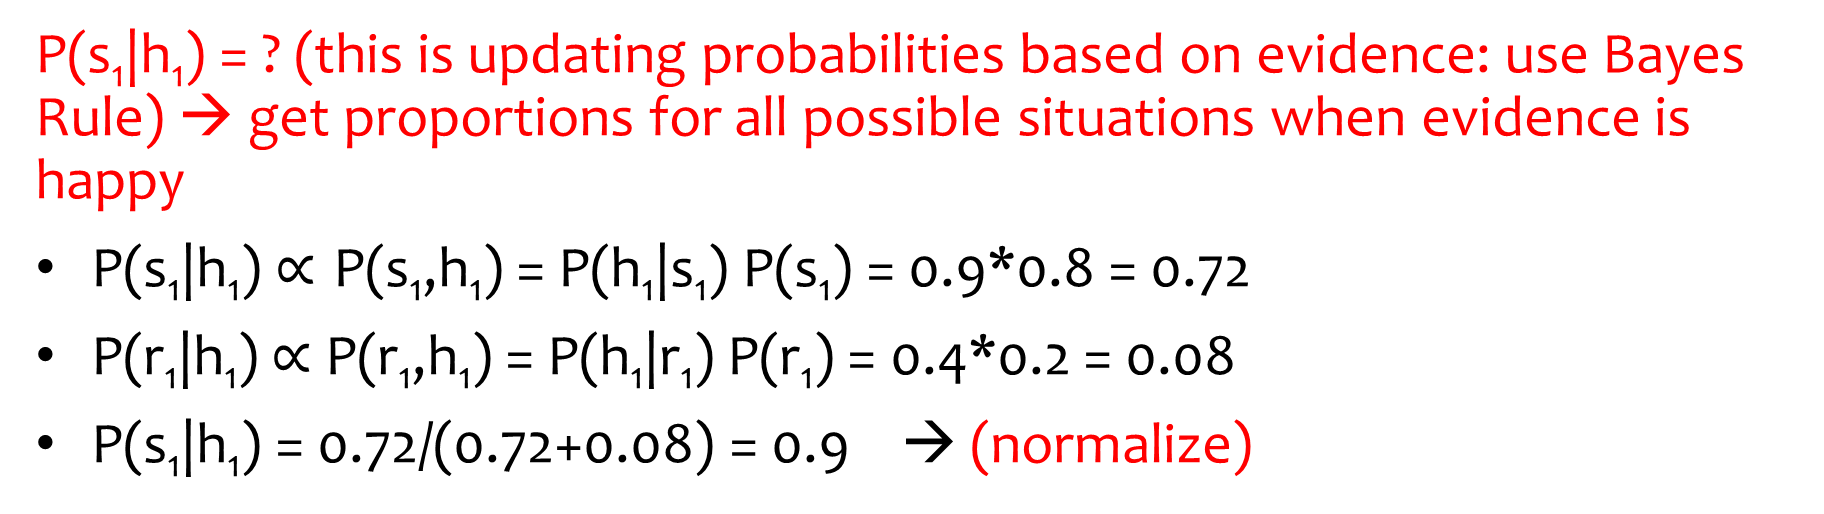 P(s₁|h₁) = ? (this is updating probabilities based on evidence: use Bayes
Rule) → get proportions for all possible situations when evidence is
happy
• P(s₁|h₁) ∝ P(s₁,h₁) = P(h₁|s₁) P(s₁) = 0.9*0.8 = 0.72
• P(r₁|h₁) ∝ P(r₁,h₁) = P(h₁|r₁) P(r₁) = 0.4*0.2 = 0.08
• P(s₁|h₁) = 0.72/(0.72+0.08) = 0.9 → (normalize)